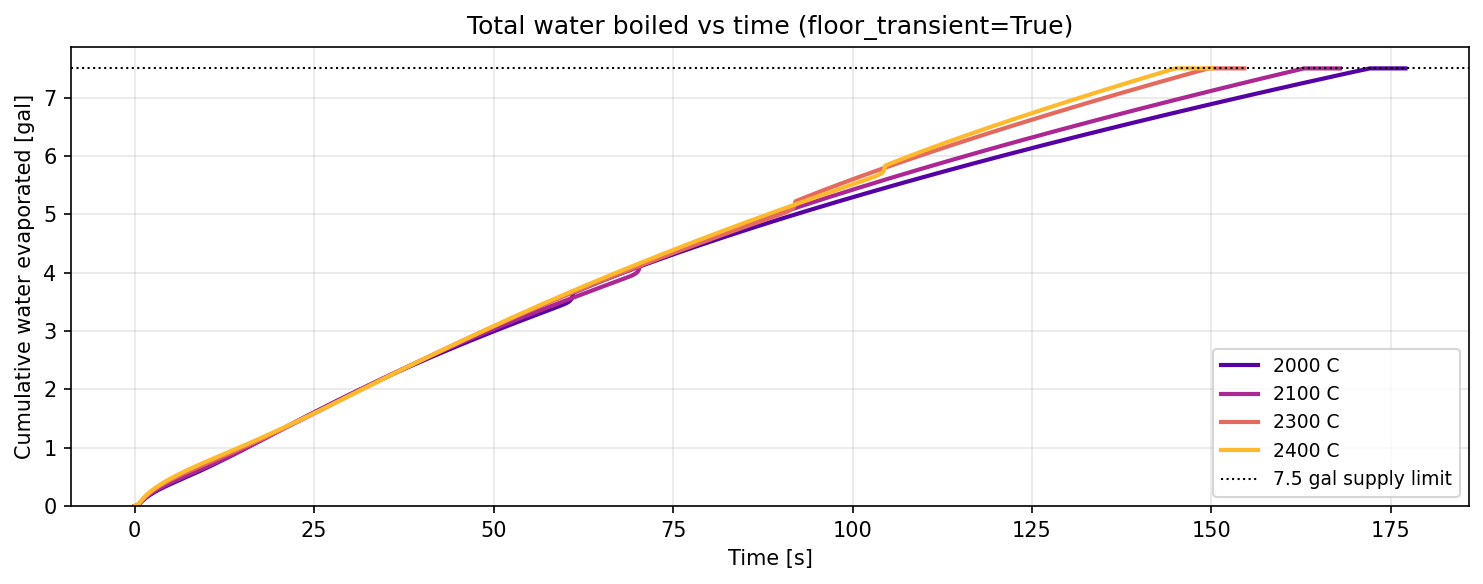 Total water boiled vs time (floor_transient=True)
Cumulative water evaporated [gal]
7
6
5
4
3
2
1
0
0 25 50 75 100 125 150 175
Time [s]
2000 C
2100 C
2300 C
2400 C
7.5 gal supply limit